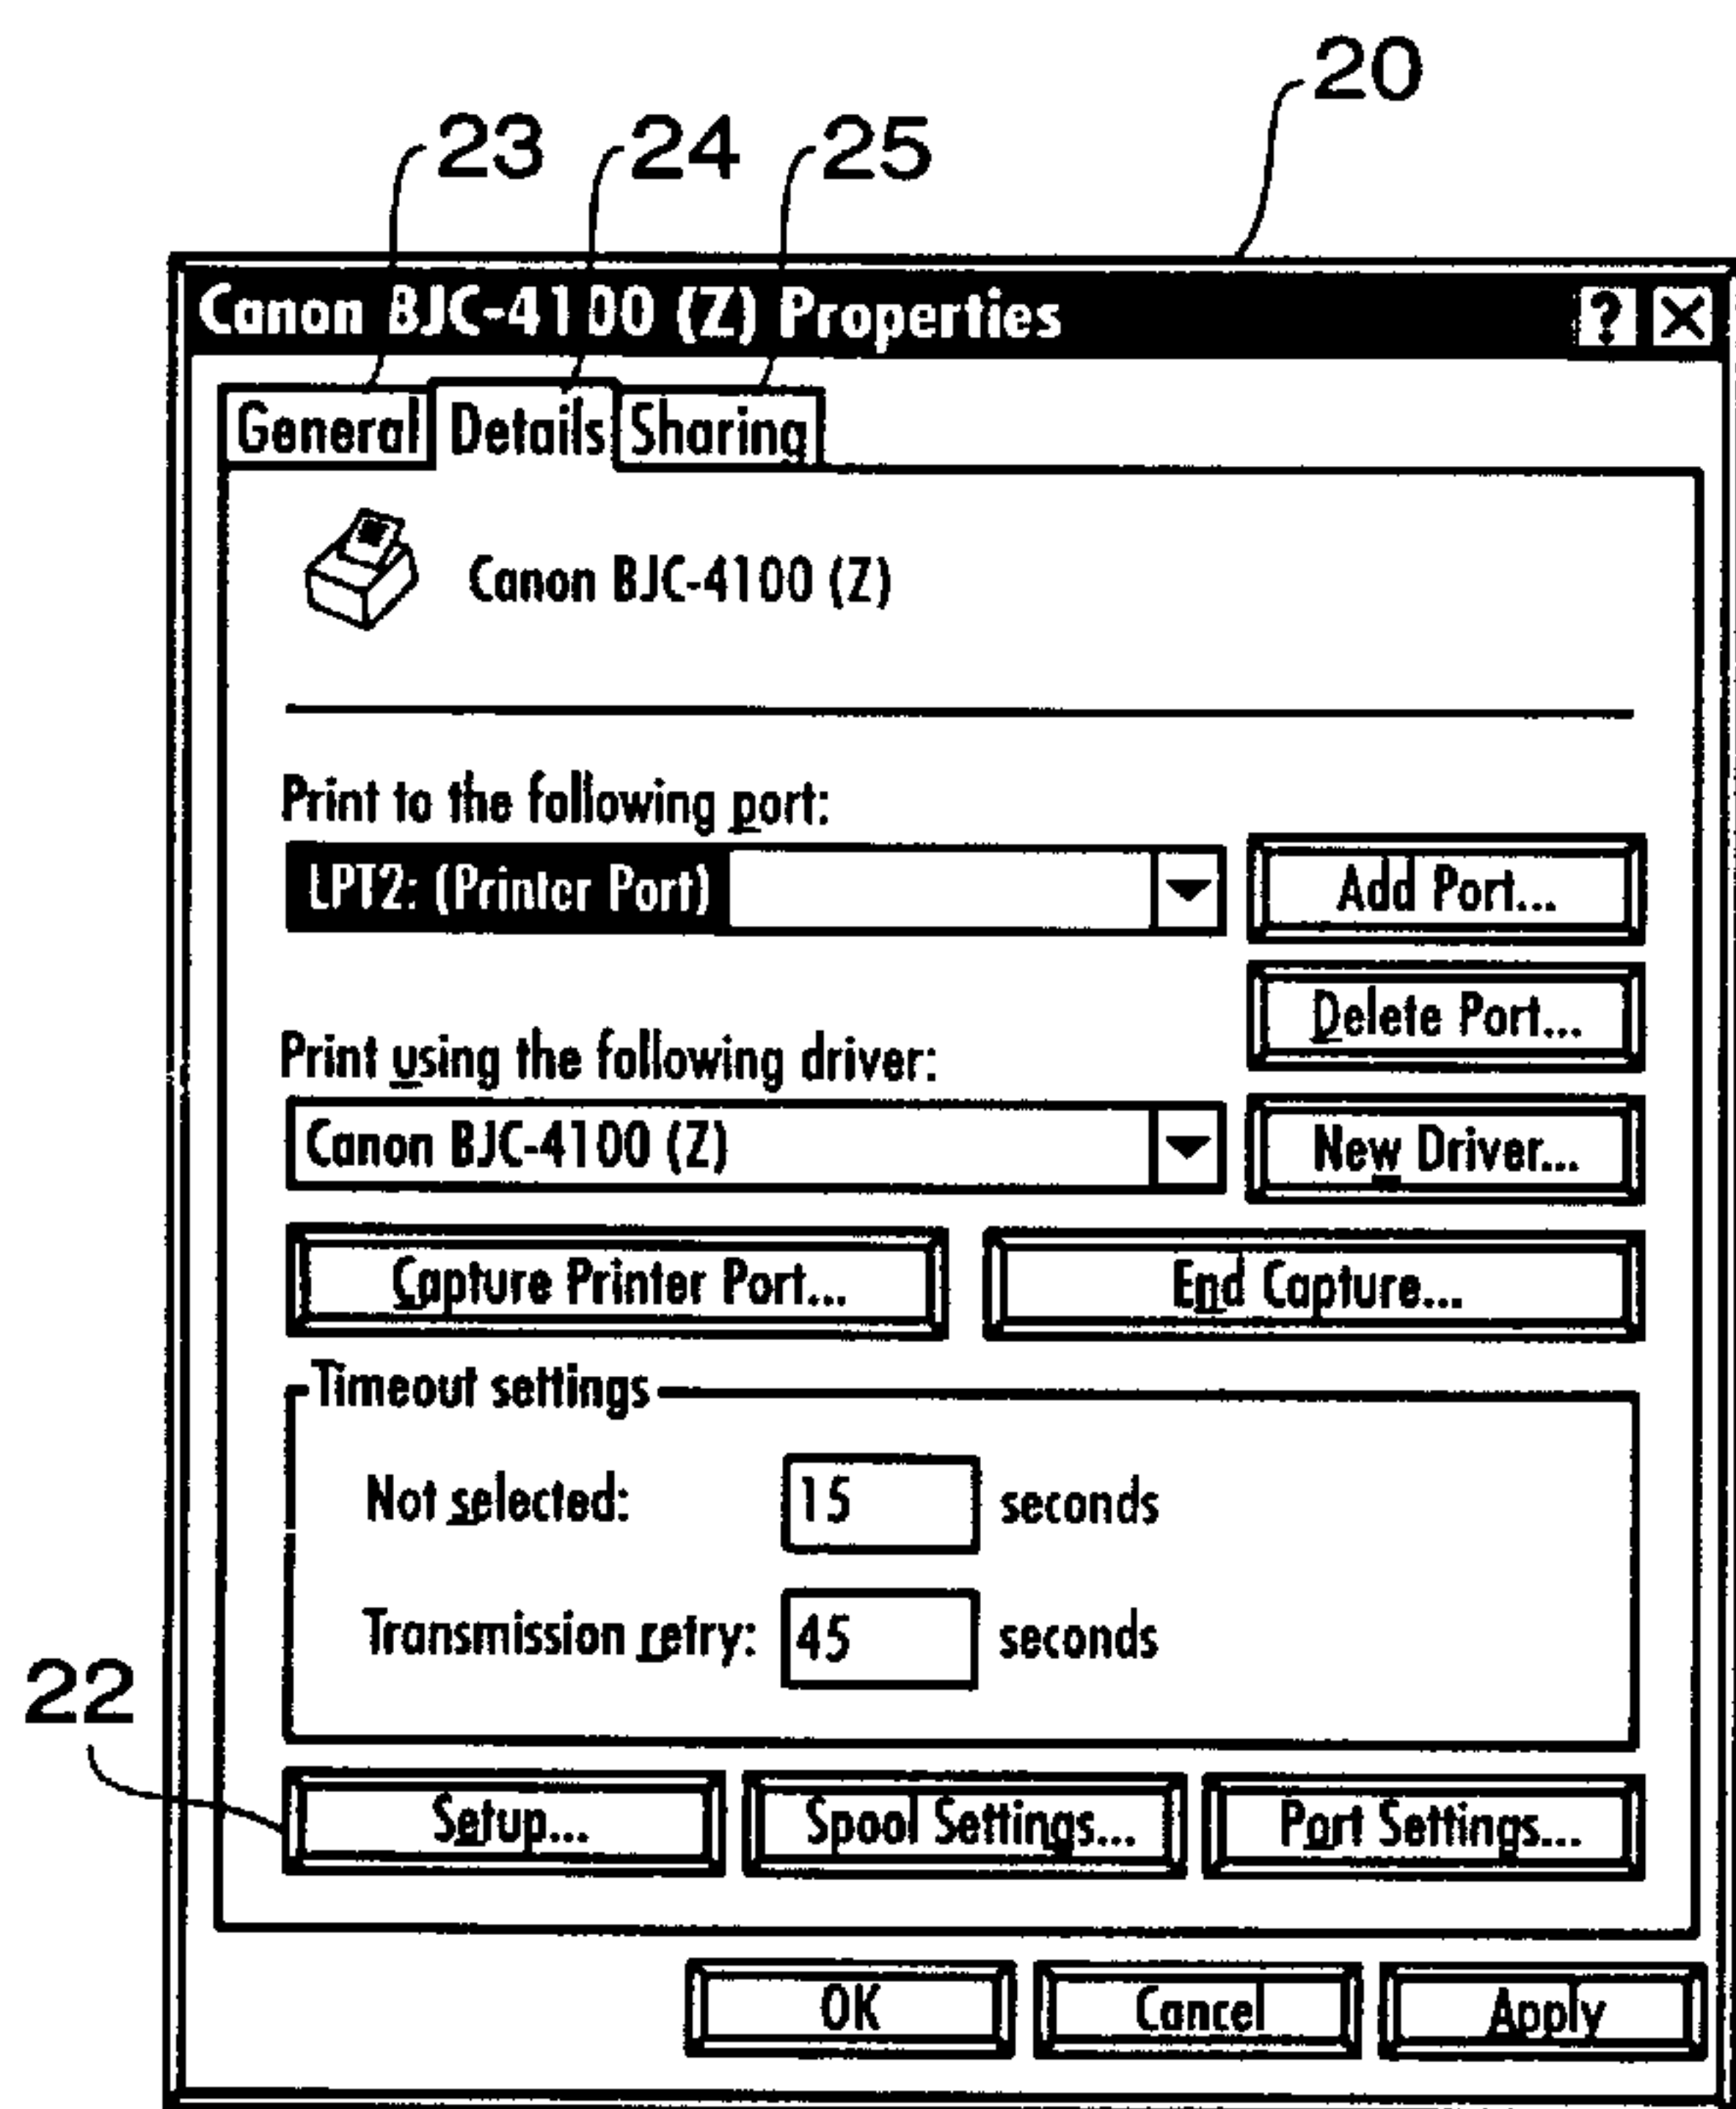 20
23 24 25
Canon BJC-4100 (Z) Properties ? X
General Details Sharing
Canon BJC-4100 (Z)
Print to the following port:
LPT2: (Printer Port) Add Port...
Delete Port...
Print using the following driver:
Canon BJC-4100 (Z) New Driver...
Capture Printer Port... End Capture...
Timeout settings
Not selected: 15 seconds
Transmission retry: 45 seconds
22
Setup... Spool Settings... Port Settings...
OK Cancel Apply